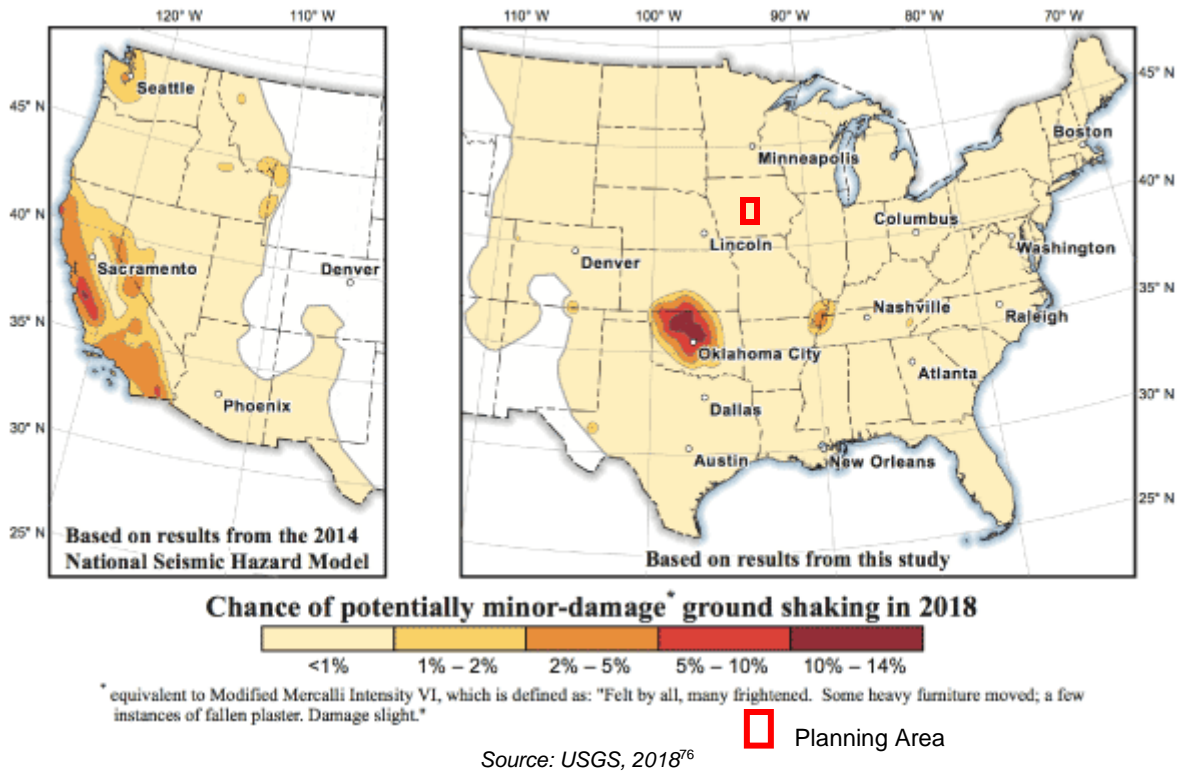 120° W 110° W
110° W 100° W 90° W 80° W 70° W
45° N
40° N
35° N
30° N
25° N
Seattle
Sacramento
Denver
Phoenix
Based on results from the 2014
National Seismic Hazard Model
45° N
40° N
35° N
30° N
25° N
Minneapolis
Boston
Columbus
Lincoln
Washington
Denver
Nashville
Raleigh
Oklahoma City
Atlanta
Dallas
Austin
New Orleans
Based on results from this study
Chance of potentially minor-damage* ground shaking in 2018
<1% 1% – 2% 2% – 5% 5% – 10% 10% – 14%
* equivalent to Modified Mercalli Intensity VI, which is defined as: "Felt by all, many frightened. Some heavy furniture moved; a few
instances of fallen plaster. Damage slight."
Planning Area
Source: USGS, 2018⁷⁶